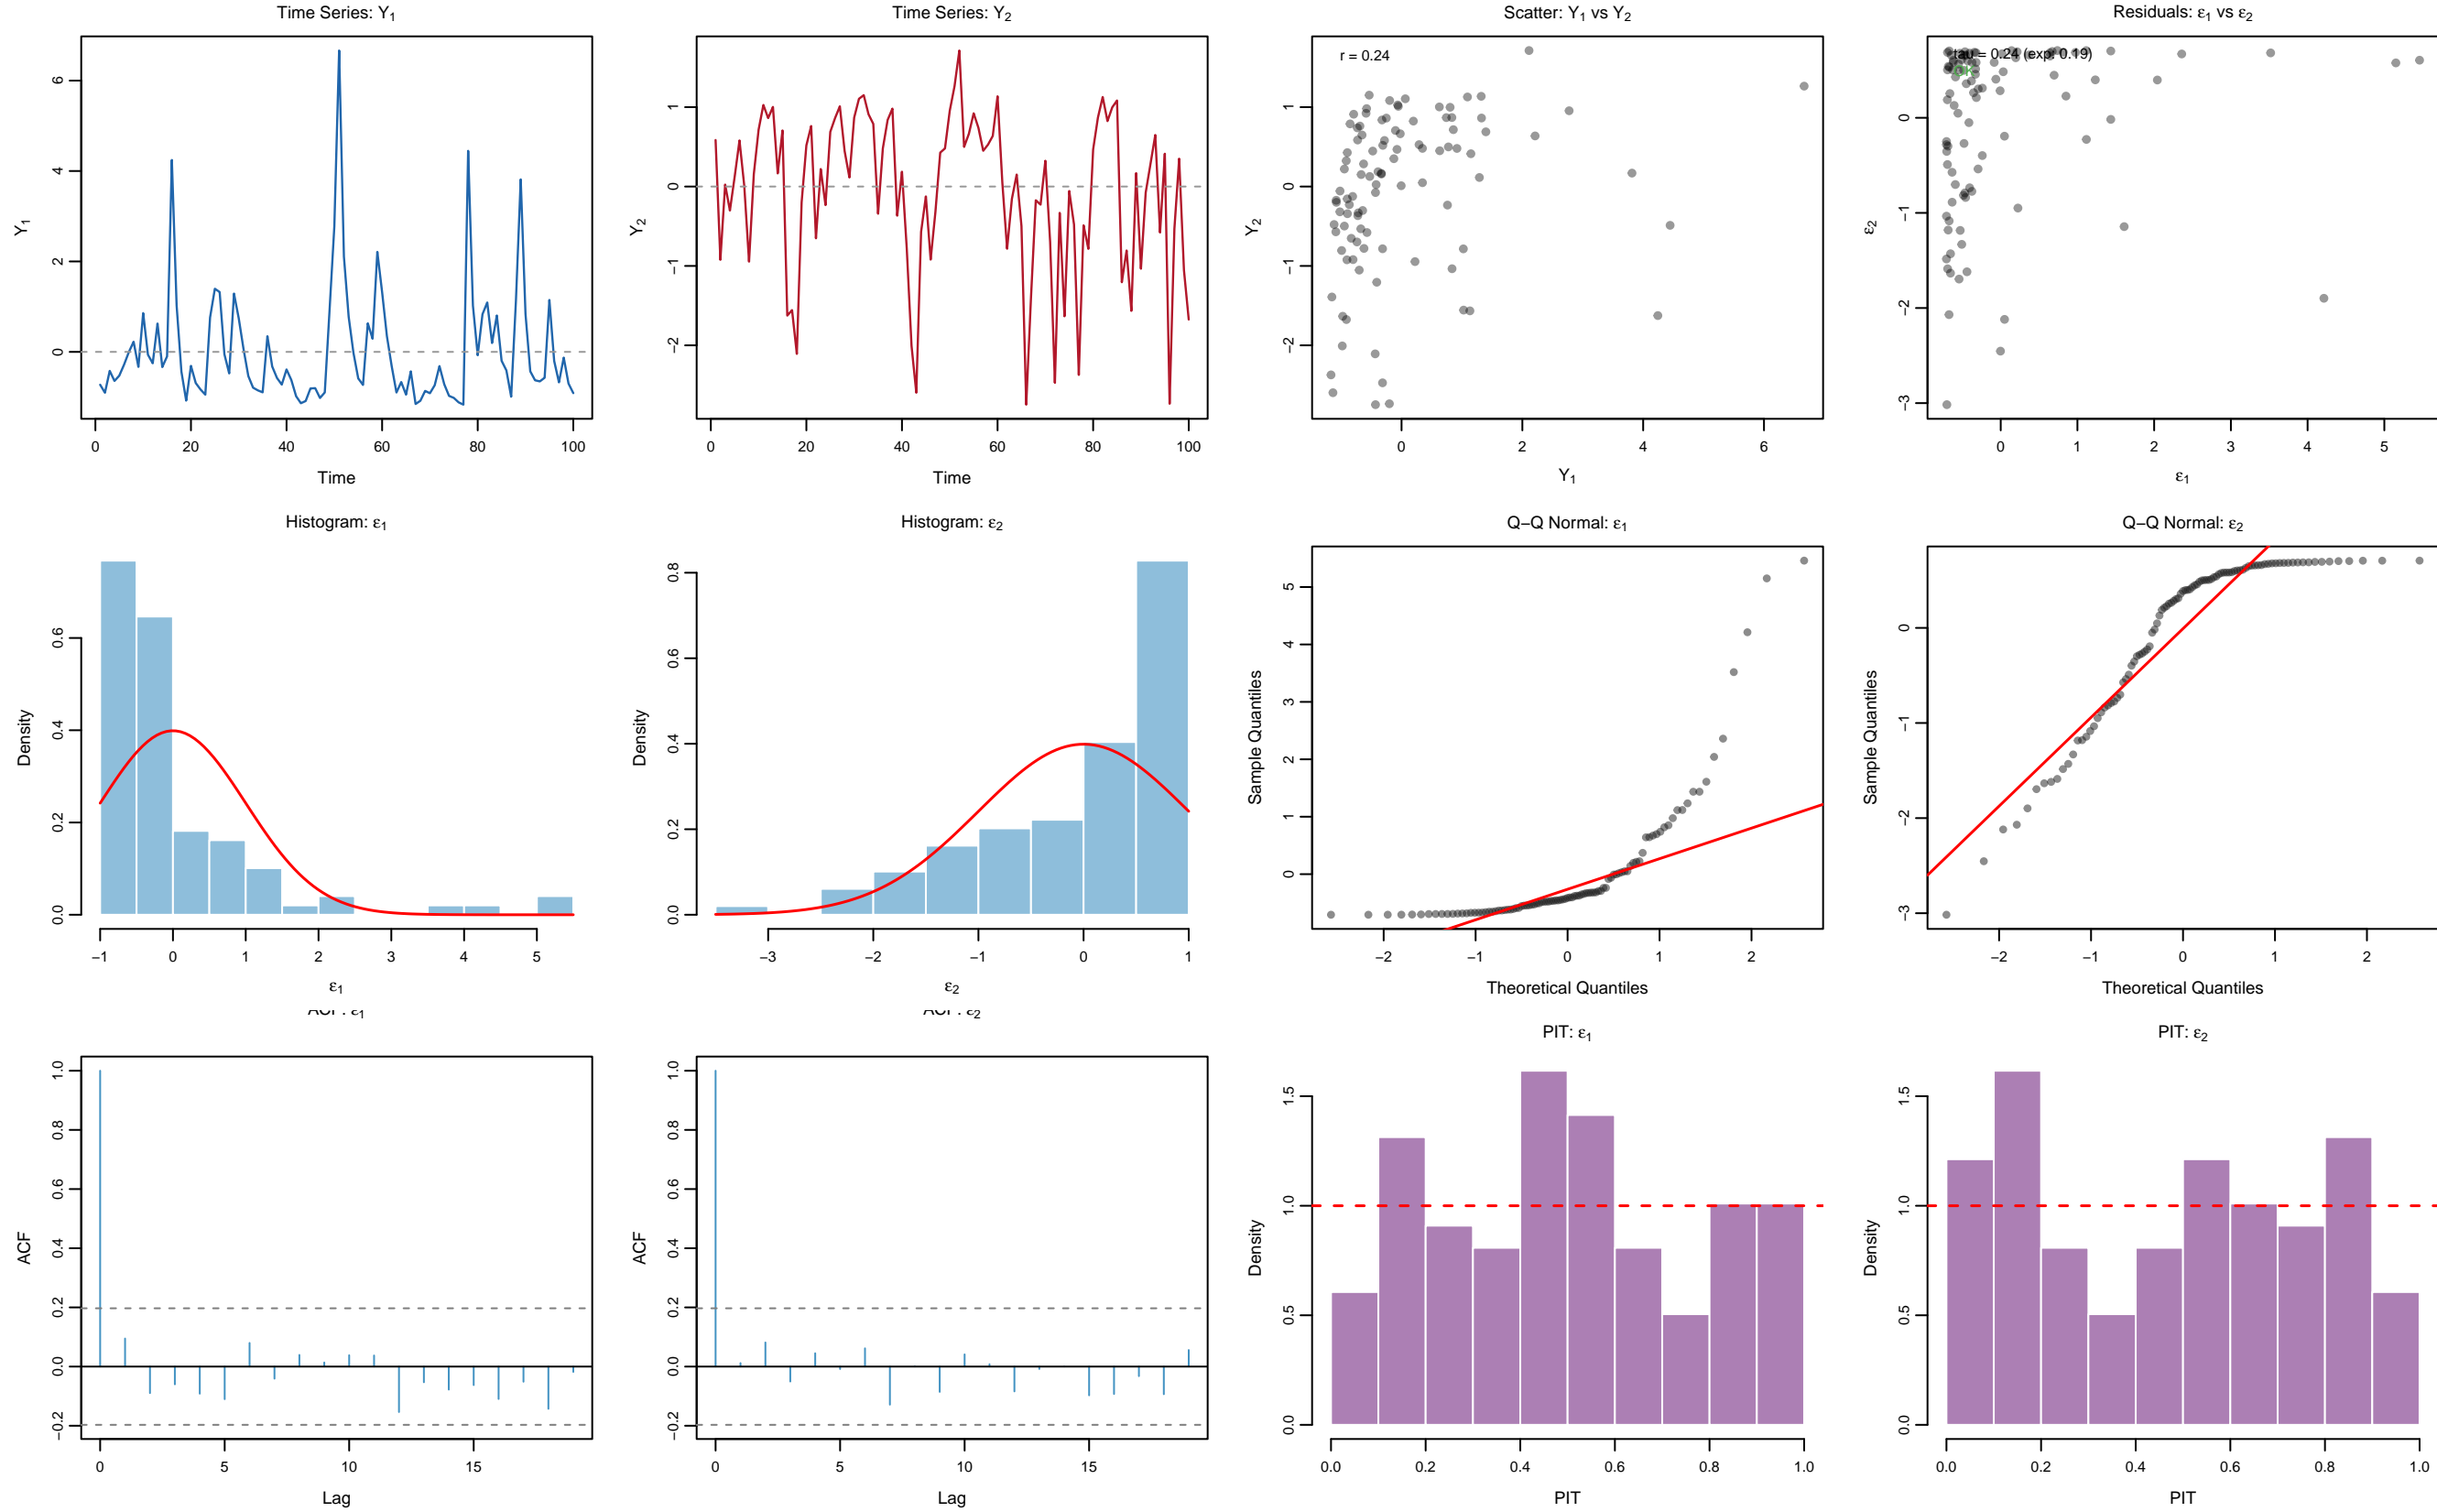 Time Series: Y1
Y1
0 2 4 6
0 20 40 60 80 100
Time
Time Series: Y2
Y2
−2 −1 0 1
0 20 40 60 80 100
Time
Scatter: Y1 vs Y2
r = 0.24
Y2
−2 −1 0 1
0 2 4 6
Y1
Residuals: ε1 vs ε2
tau = 0.24 (exp: 0.19)
ε2
−3 −2 −1 0
0 1 2 3 4 5
ε1
Histogram: ε1
Density
0.0 0.2 0.4 0.6
−1 0 1 2 3 4 5
ε1
Histogram: ε2
Density
0.0 0.2 0.4 0.6 0.8
−3 −2 −1 0 1
ε2
Q−Q Normal: ε1
Sample Quantiles
0 1 2 3 4 5
−2 −1 0 1 2
Theoretical Quantiles
Q−Q Normal: ε2
Sample Quantiles
−3 −2 −1 0
−2 −1 0 1 2
Theoretical Quantiles
ACF: ε1
ACF
−0.2 0.0 0.2 0.4 0.6 0.8 1.0
0 5 10 15
Lag
ACF: ε2
ACF
−0.2 0.0 0.2 0.4 0.6 0.8 1.0
0 5 10 15
Lag
PIT: ε1
Density
0.0 0.5 1.0 1.5
0.0 0.2 0.4 0.6 0.8 1.0
PIT
PIT: ε2
Density
0.0 0.5 1.0 1.5
0.0 0.2 0.4 0.6 0.8 1.0
PIT